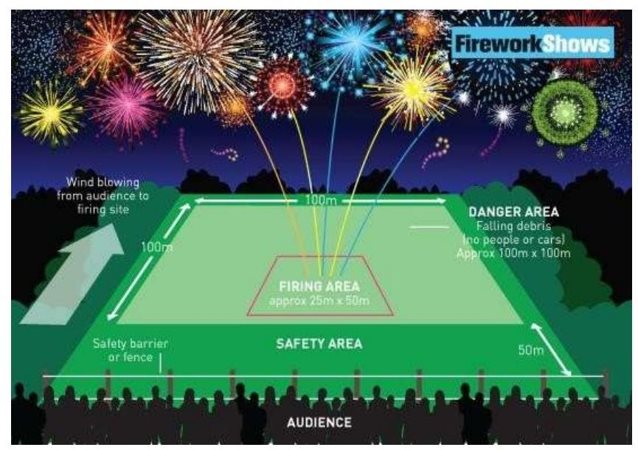 FireworkShows
Wind blowing
from audience to
firing site
100m
100m
DANGER AREA
Falling debris
(no people or cars)
Approx 100m x 100m
FIRING AREA
approx 25m x 50m
Safety barrier
or fence
SAFETY AREA
50m
AUDIENCE